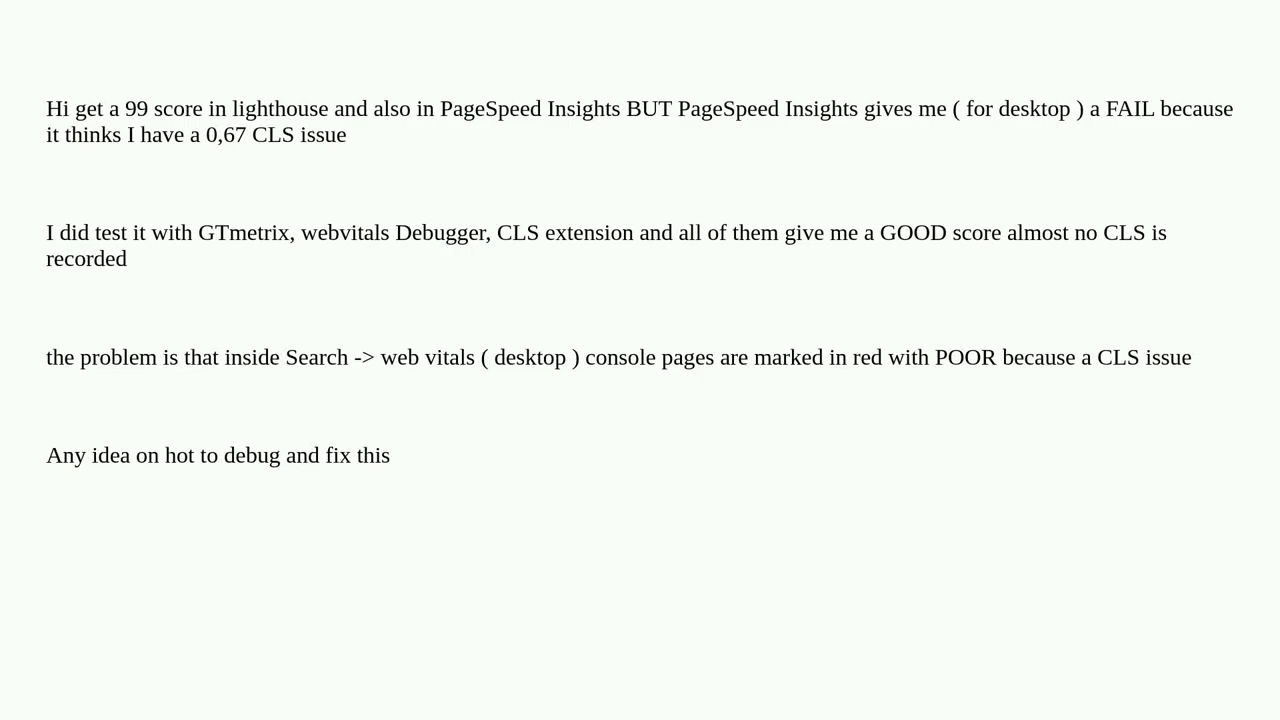 Hi get a 99 score in lighthouse and also in PageSpeed Insights BUT PageSpeed Insights gives me ( for desktop ) a FAIL because
it thinks I have a 0,67 CLS issue
I did test it with GTmetrix, webvitals Debugger, CLS extension and all of them give me a GOOD score almost no CLS is
recorded
the problem is that inside Search -> web vitals ( desktop ) console pages are marked in red with POOR because a CLS issue
Any idea on hot to debug and fix this